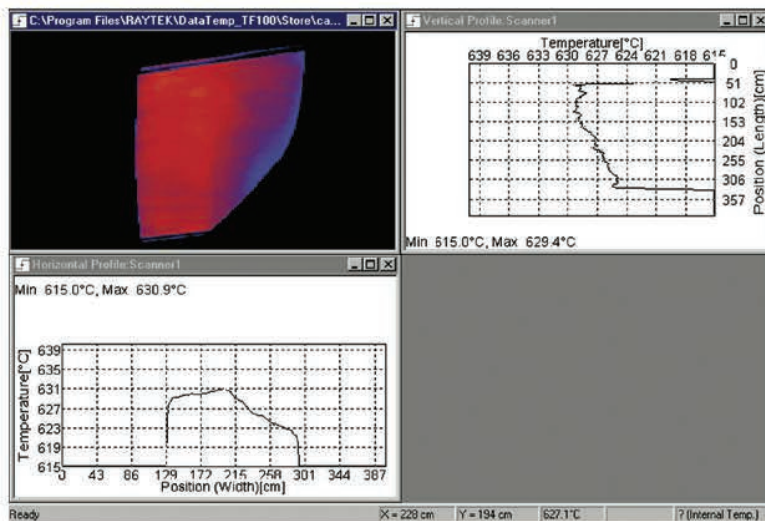 C:\Program Files\RAYTEK\DataTemp_TF100\Store\ca...
Vertical Profile:Scanner1
Temperature[°C]
639 636 633 630 627 624 621 618 615
0
51
102
153
204
255
306
357
Position (Length)[cm]
Min 615.0°C, Max 629.4°C
Horizontal Profile:Scanner1
Min 615.0°C, Max 630.9°C
Temperature[°C]
639
635
631
627
623
619
615
0 43 86 129 172 215 258 301 344 387
Position (Width)[cm]
Ready X = 228 cm Y = 194 cm 627.1°C ? (Internal Temp.)